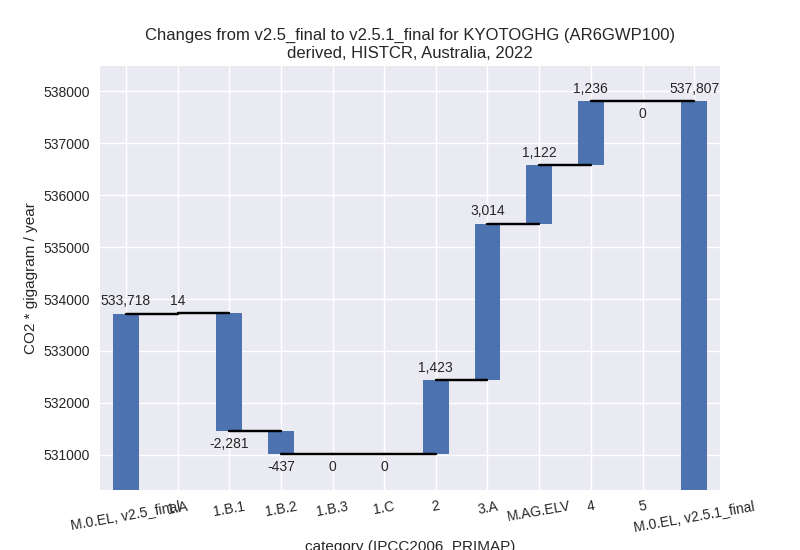 Changes from v2.5_final to v2.5.1_final for KYOTOGHG (AR6GWP100)
derived, HISTCR, Australia, 2022
CO2 * gigagram / year
538000
537000
536000
535000
534000
533000
532000
531000
533,718
14
-2,281
-437
0
0
1,423
3,014
1,122
1,236
0
537,807
M.0.EL, v2.5_final
1.A
1.B.1
1.B.2
1.B.3
1.C
2
3.A
M.AG.ELV
4
5
M.0.EL, v2.5.1_final
category (IPCC2006_PRIMAP)